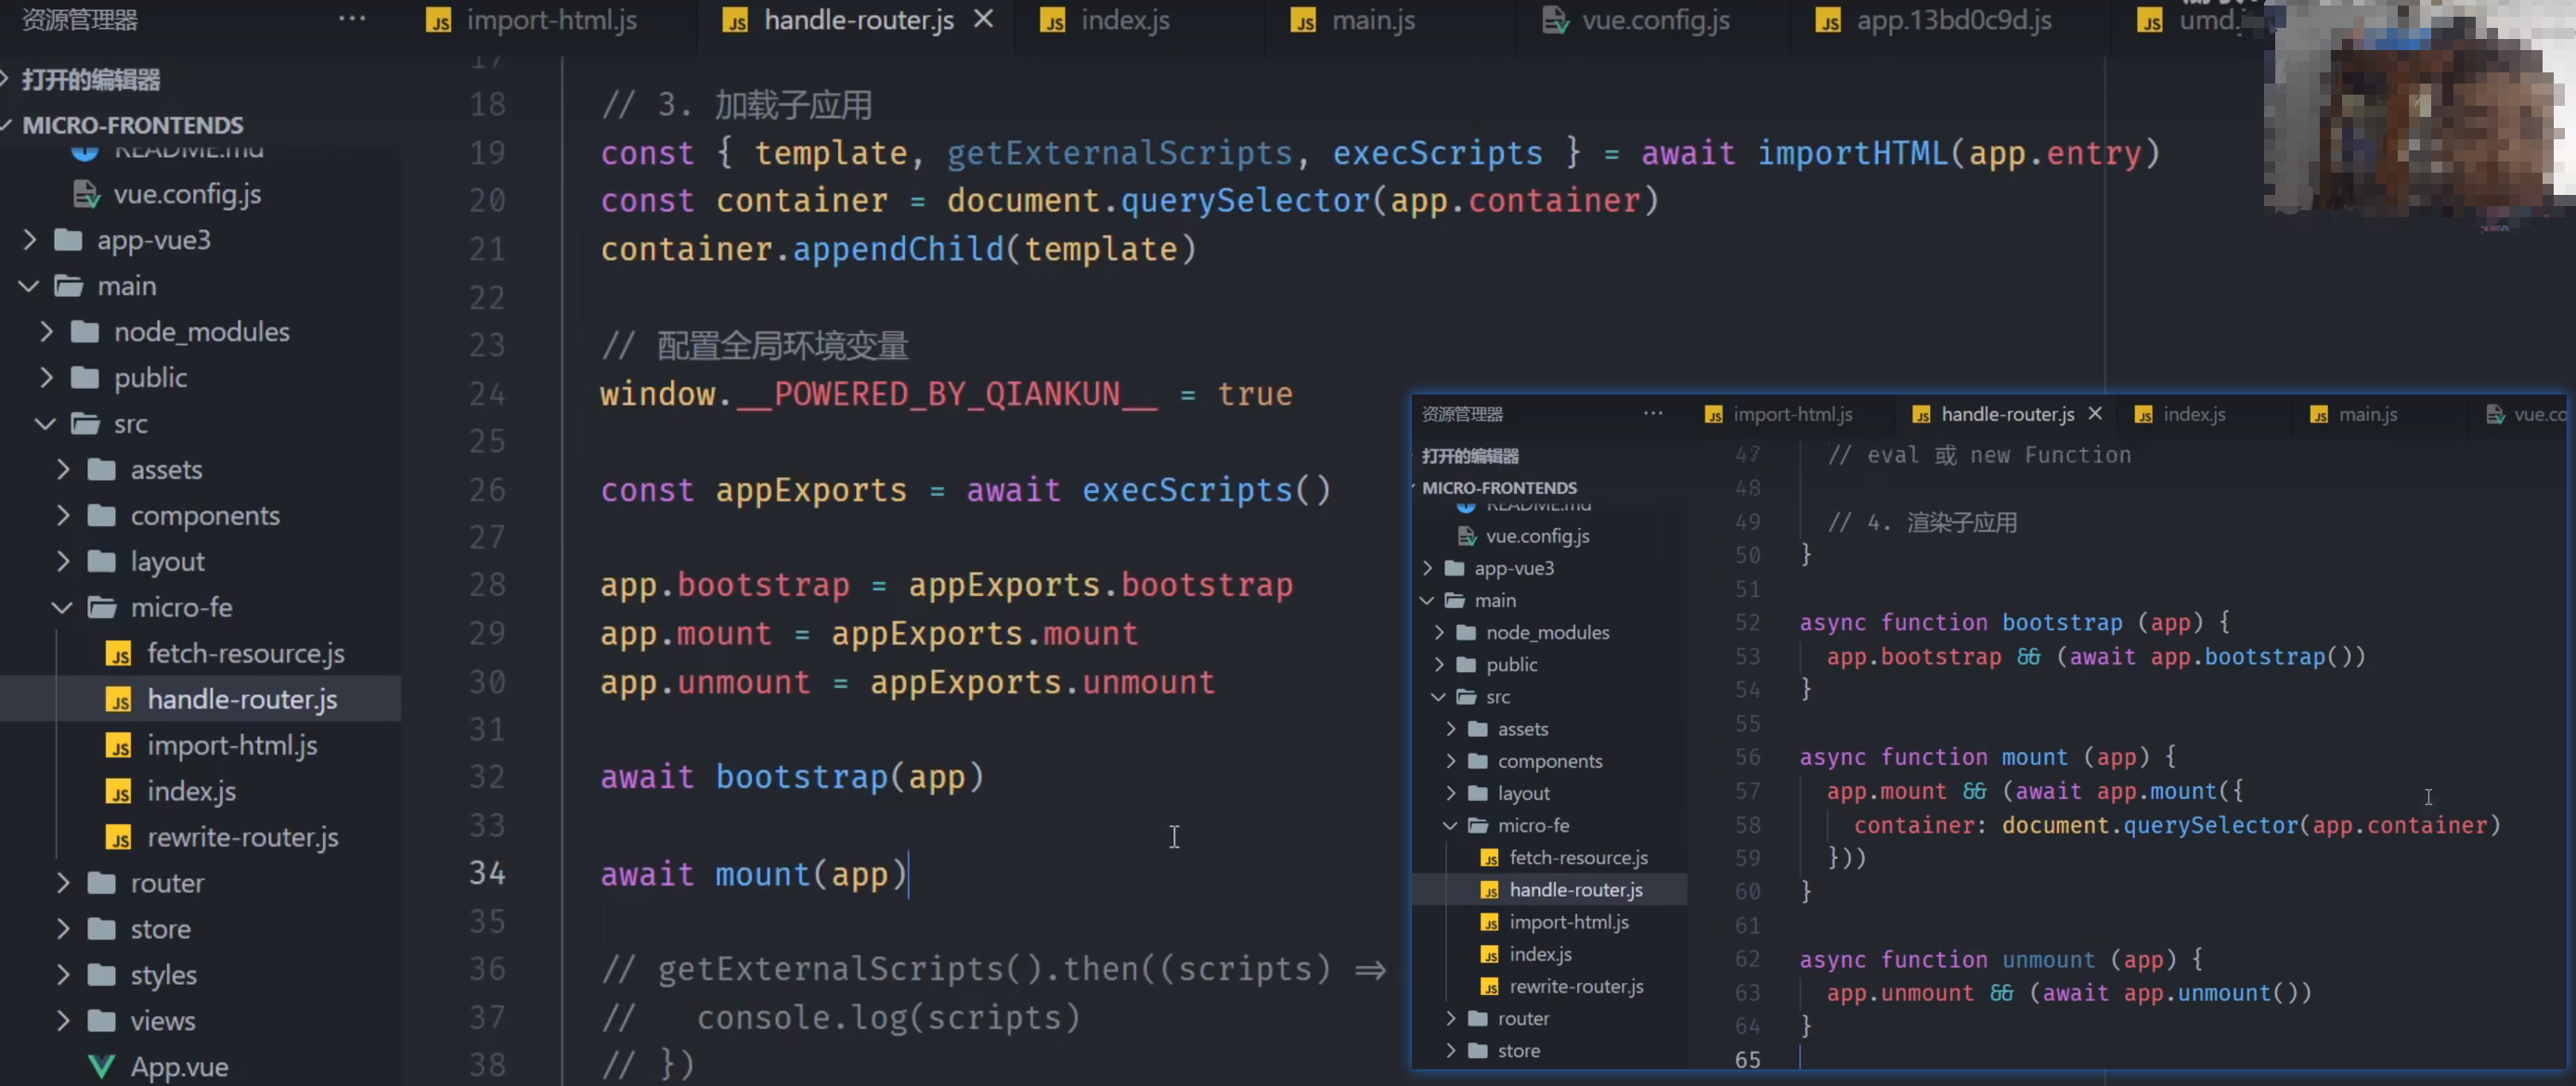 资源管理器
···
import-html.js
handle-router.js
index.js
main.js
vue.config.js
app.13bd0c9d.js
umd.
打开的编辑器
MICRO-FRONTENDS
README.md
vue.config.js
app-vue3
main
node_modules
public
src
assets
components
layout
micro-fe
fetch-resource.js
handle-router.js
import-html.js
index.js
rewrite-router.js
router
store
styles
views
App.vue
17
18 // 3. 加载子应用
19 const { template, getExternalScripts, execScripts } = await importHTML(app.entry)
20 const container = document.querySelector(app.container)
21 container.appendChild(template)
22
23 // 配置全局环境变量
24 window.__POWERED_BY_QIANKUN__ = true
25
26 const appExports = await execScripts()
27
28 app.bootstrap = appExports.bootstrap
29 app.mount = appExports.mount
30 app.unmount = appExports.unmount
31
32 await bootstrap(app)
33
34 await mount(app)
35
36 // getExternalScripts().then((scripts) =>
37 // console.log(scripts)
38 // })
资源管理器
···
import-html.js
handle-router.js
index.js
main.js
vue.co
打开的编辑器
MICRO-FRONTENDS
README.md
vue.config.js
app-vue3
main
node_modules
public
src
assets
components
layout
micro-fe
fetch-resource.js
handle-router.js
import-html.js
index.js
rewrite-router.js
router
store
47 // eval 或 new Function
48
49 // 4. 渲染子应用
50 }
51
52 async function bootstrap (app) {
53 app.bootstrap && (await app.bootstrap())
54 }
55
56 async function mount (app) {
57 app.mount && (await app.mount({
58 container: document.querySelector(app.container)
59 }))
60 }
61
62 async function unmount (app) {
63 app.unmount && (await app.unmount())
64 }
65